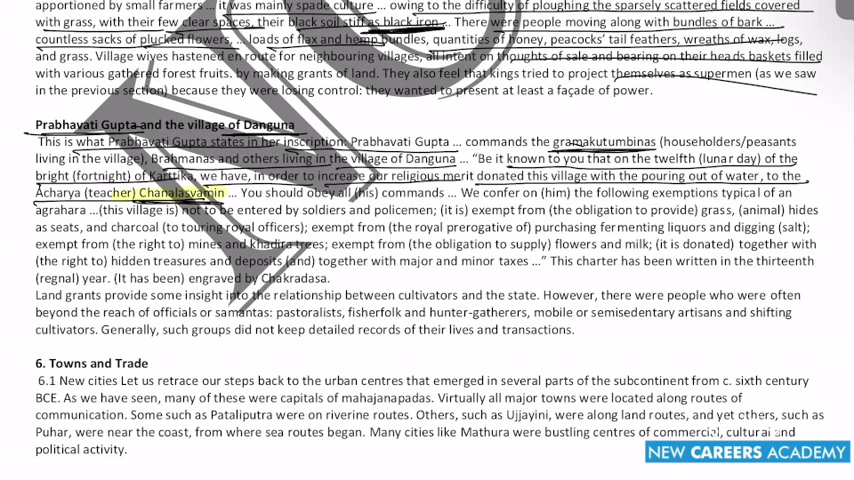 apportioned by small farmers ... it was mainly spade culture ... owing to the difficulty of ploughing the sparsely scattered fields covered
with grass, with their few clear spaces, their black soil stiff as black iron ... There were people moving along with bundles of bark ...
countless sacks of plucked flowers, ... loads of flax and hemp bundles, quantities of honey, peacocks' tail feathers, wreaths of wax, logs,
and grass. Village wives hastened en route for neighbouring villages, all intent on thoughts of sale and bearing on their heads baskets filled
with various gathered forest fruits. by making grants of land. They also feel that kings tried to project themselves as supermen (as we saw
in the previous section) because they were losing control: they wanted to present at least a façade of power.
Prabhavati Gupta and the village of Danguna
This is what Prabhavati Gupta states in her inscription: Prabhavati Gupta ... commands the gramakutumbinas (householders/peasants
living in the village), Brahmanas and others living in the village of Danguna ... "Be it known to you that on the twelfth (lunar day) of the
bright (fortnight) of Karttika, we have, in order to increase our religious merit donated this village with the pouring out of water, to the
Acharya (teacher) Chanalasvamin ... You should obey all (his) commands ... We confer on (him) the following exemptions typical of an
agrahara ...(this village is) not to be entered by soldiers and policemen; (it is) exempt from (the obligation to provide) grass, (animal) hides
as seats, and charcoal (to touring royal officers); exempt from (the royal prerogative of) purchasing fermenting liquors and digging (salt);
exempt from (the right to) mines and khadira trees; exempt from (the obligation to supply) flowers and milk; (it is donated) together with
(the right to) hidden treasures and deposits (and) together with major and minor taxes ..." This charter has been written in the thirteenth
(regnal) year. (It has been) engraved by Chakradasa.
Land grants provide some insight into the relationship between cultivators and the state. However, there were people who were often
beyond the reach of officials or samantas: pastoralists, fisherfolk and hunter-gatherers, mobile or semisedentary artisans and shifting
cultivators. Generally, such groups did not keep detailed records of their lives and transactions.
6. Towns and Trade
6.1 New cities Let us retrace our steps back to the urban centres that emerged in several parts of the subcontinent from c. sixth century
BCE. As we have seen, many of these were capitals of mahajanapadas. Virtually all major towns were located along routes of
communication. Some such as Pataliputra were on riverine routes. Others, such as Ujjayini, were along land routes, and yet others, such as
Puhar, were near the coast, from where sea routes began. Many cities like Mathura were bustling centres of commercial, cultural and
political activity.
NEW CAREERS ACADEMY